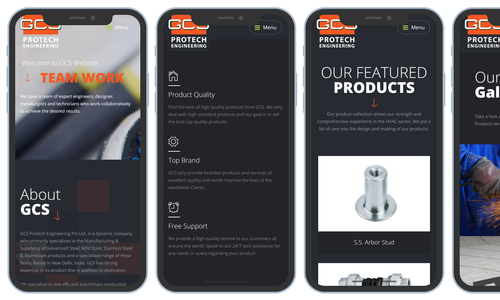 GCS
PROTECH
ENGINEERING
Menu
Welcome to GCS Website
TEAM WORK
We have a team of expert engineers, designer,
metallurgists and technicians who work collaboratively
to achieve the desired results.
About
GCS
GCS Protech Engineering Pvt Ltd. is a dynamic company
who primarily specialises in the Manufacturing &
Supplying of Galvanized Steel, Mild Steel, Stainless Steel
& Aluminium products and a specialised range of Hose
Reels. Based in New Delhi, India. GCS has strong
expertise in its product line in addition to dedication.
GCS
PROTECH
ENGINEERING
Menu
Product Quality
Find the best of high-quality products from GCS. We only
deal with high standard products and our goal is to sell
the best top quality products.
Top Brand
GCS only provide branded products and services of
excellent quality and worth improve the lives of the
worldwide Clients.
Free Support
We provide a high-quality service to our customers all
around the world. Speak to our 24/7 tech assistance for
any resale or query regarding your product
GCS
PROTECH
ENGINEERING
Menu
OUR FEATURED
PRODUCTS
Our product collection shows our strength and
comprehensive experience in the HVAC sector. We put a
lot of care into the design and making of our products.
S.S. Arbor Stud
GCS
PROTECH
ENGINEERING
Our
Gal
Take a look
Products we